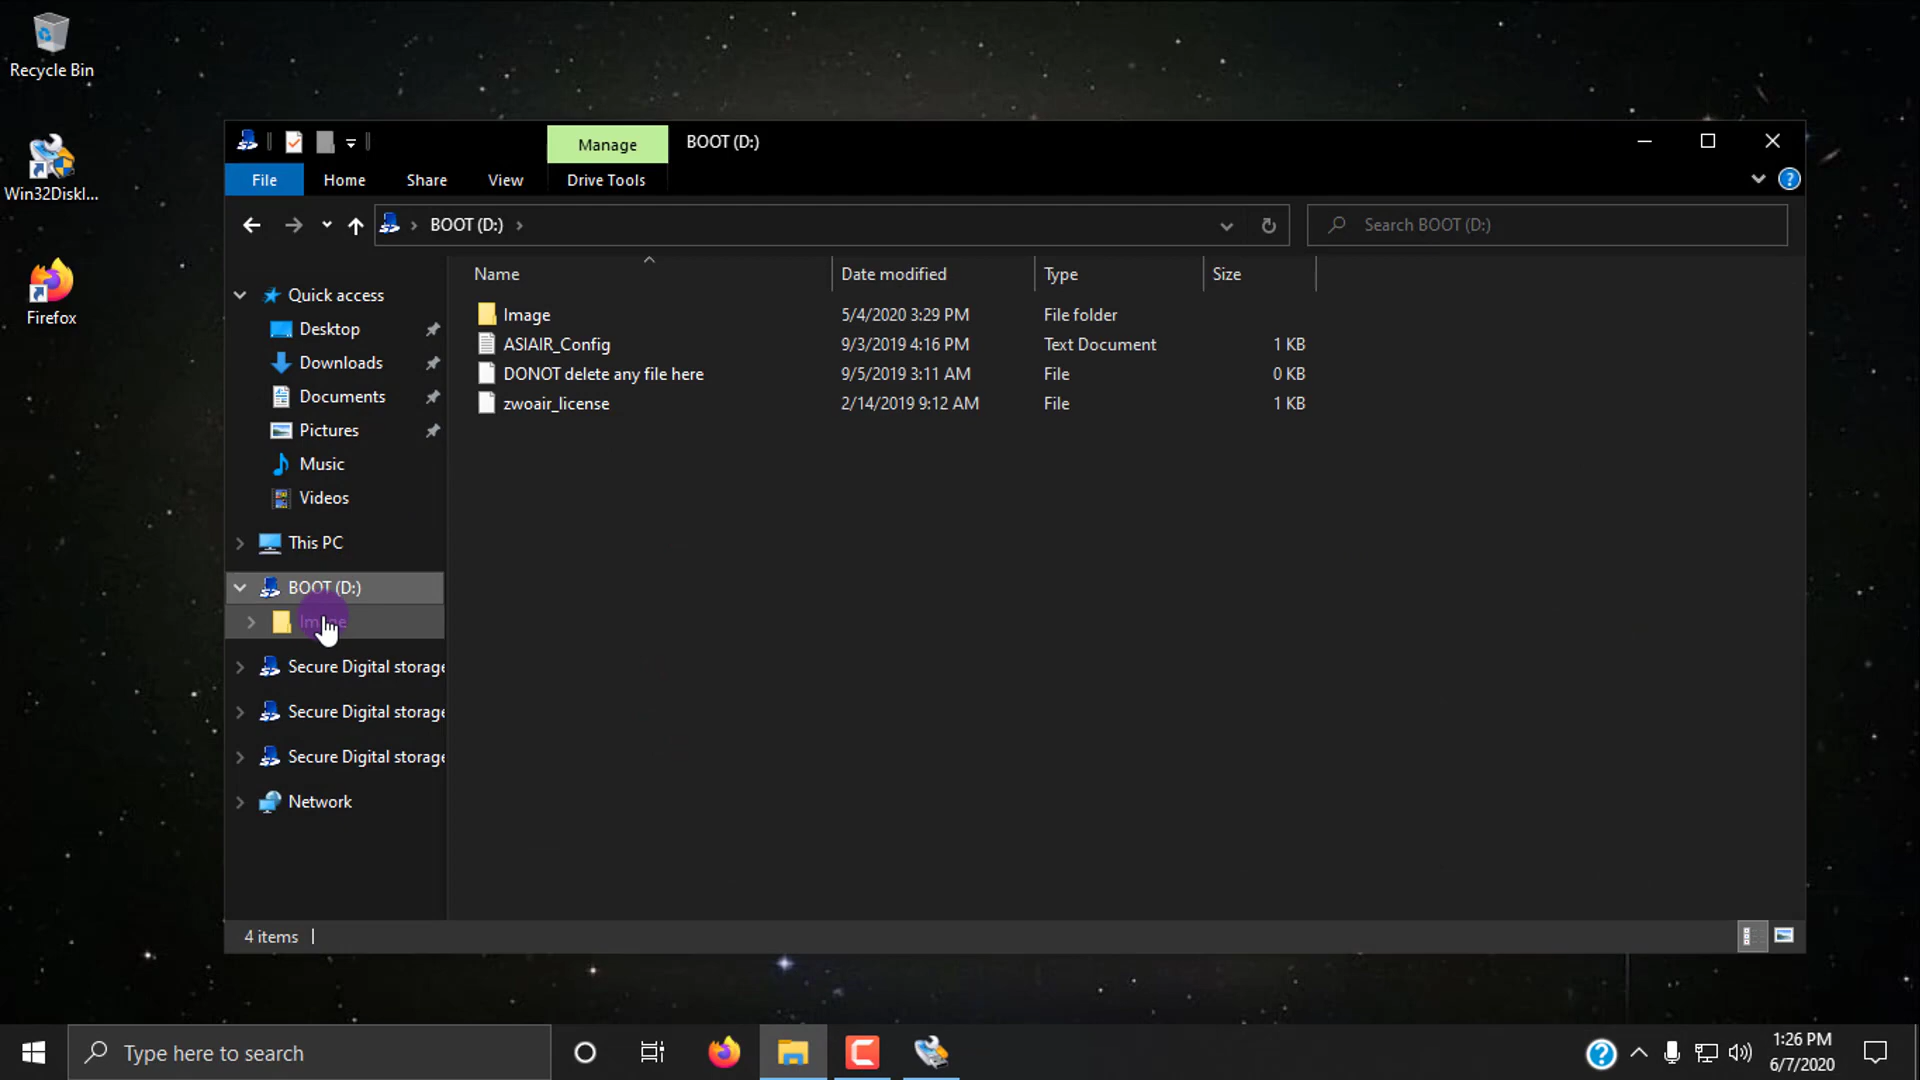 Recycle Bin
Win32DiskI...
Firefox
Manage
BOOT (D:)
File
Home
Share
View
Drive Tools
BOOT (D:)
Search BOOT (D:)
Name
Date modified
Type
Size
Image
5/4/2020 3:29 PM
File folder
ASIAIR_Config
9/3/2019 4:16 PM
Text Document
1 KB
DONOT delete any file here
9/5/2019 3:11 AM
File
0 KB
zwoair_license
2/14/2019 9:12 AM
File
1 KB
Quick access
Desktop
Downloads
Documents
Pictures
Music
Videos
This PC
BOOT (D:)
Image
Secure Digital storage
Secure Digital storage
Secure Digital storage
Network
4 items
Type here to search
1:26 PM
6/7/2020